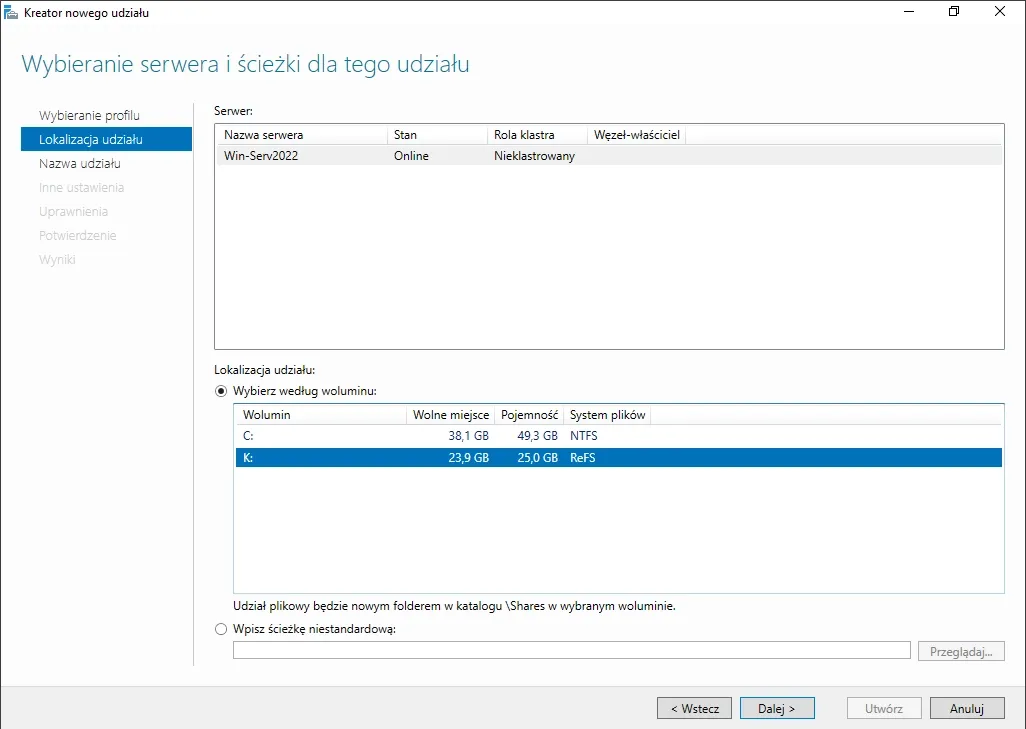 Kreator nowego udziału
Wybieranie serwera i ścieżki dla tego udziału
Wybieranie profilu
Lokalizacja udziału
Nazwa udziału
Inne ustawienia
Uprawnienia
Potwierdzenie
Wyniki
Serwer:
Nazwa serwera Stan Rola klastra Węzeł-właściciel
Win-Serv2022 Online Nieklastrowany
Lokalizacja udziału:
Wybierz według woluminu:
Wolumin Wolne miejsce Pojemność System plików
C: 38,1 GB 49,3 GB NTFS
K: 23,9 GB 25,0 GB ReFS
Udział plikowy będzie nowym folderem w katalogu \Shares w wybranym woluminie.
Wpisz ścieżkę niestandardową:
Przeglądaj...
< Wstecz Dalej > Utwórz Anuluj